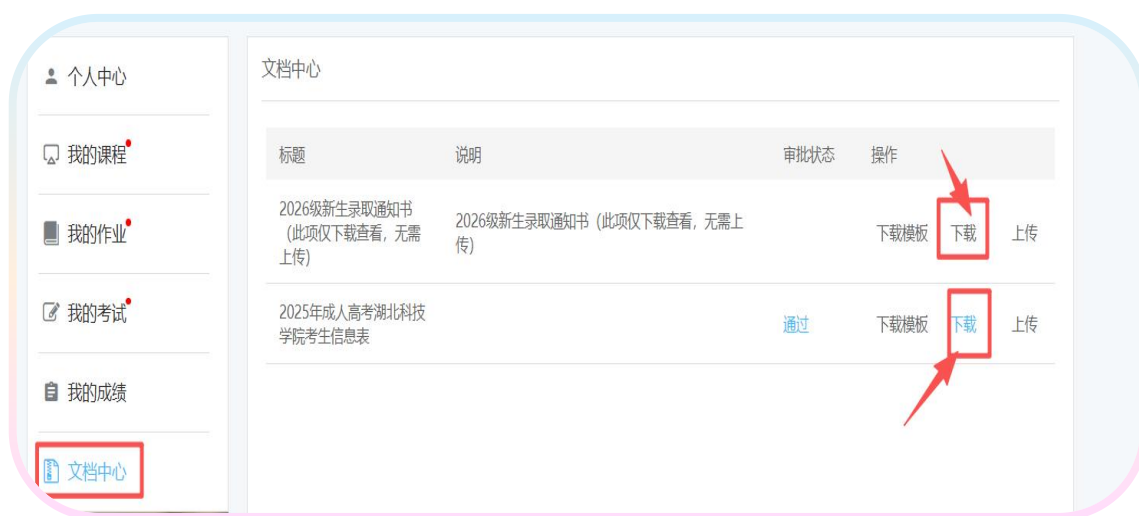 个人中心
我的课程
我的作业
我的考试
我的成绩
文档中心
文档中心
标题 说明 审批状态 操作
2026级新生录取通知书
（此项仅下载查看，无需
上传）
2026级新生录取通知书（此项仅下载查看，无需上
传）
下载模板 下载 上传
2025年成人高考湖北科技
学院考生信息表
通过 下载模板 下载 上传